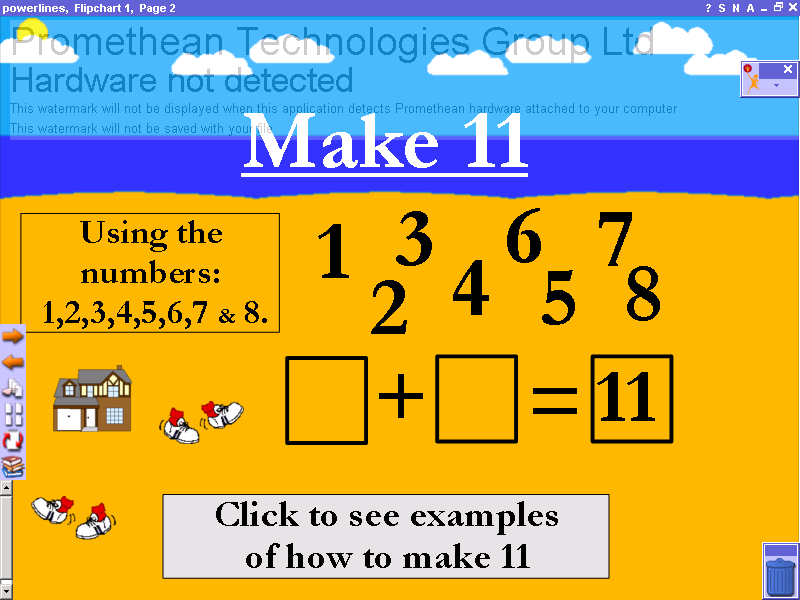 powerlines, Flipchart 1, Page 2
? S N A
Promethean Technologies Group Ltd
Hardware not detected
This watermark will not be displayed when this application detects Promethean hardware attached to your computer
This watermark will not be saved with your file
Make 11
Using the
numbers:
1,2,3,4,5,6,7 & 8.
1 3 6 7
2 4 5 8
+ = 11
Click to see examples
of how to make 11